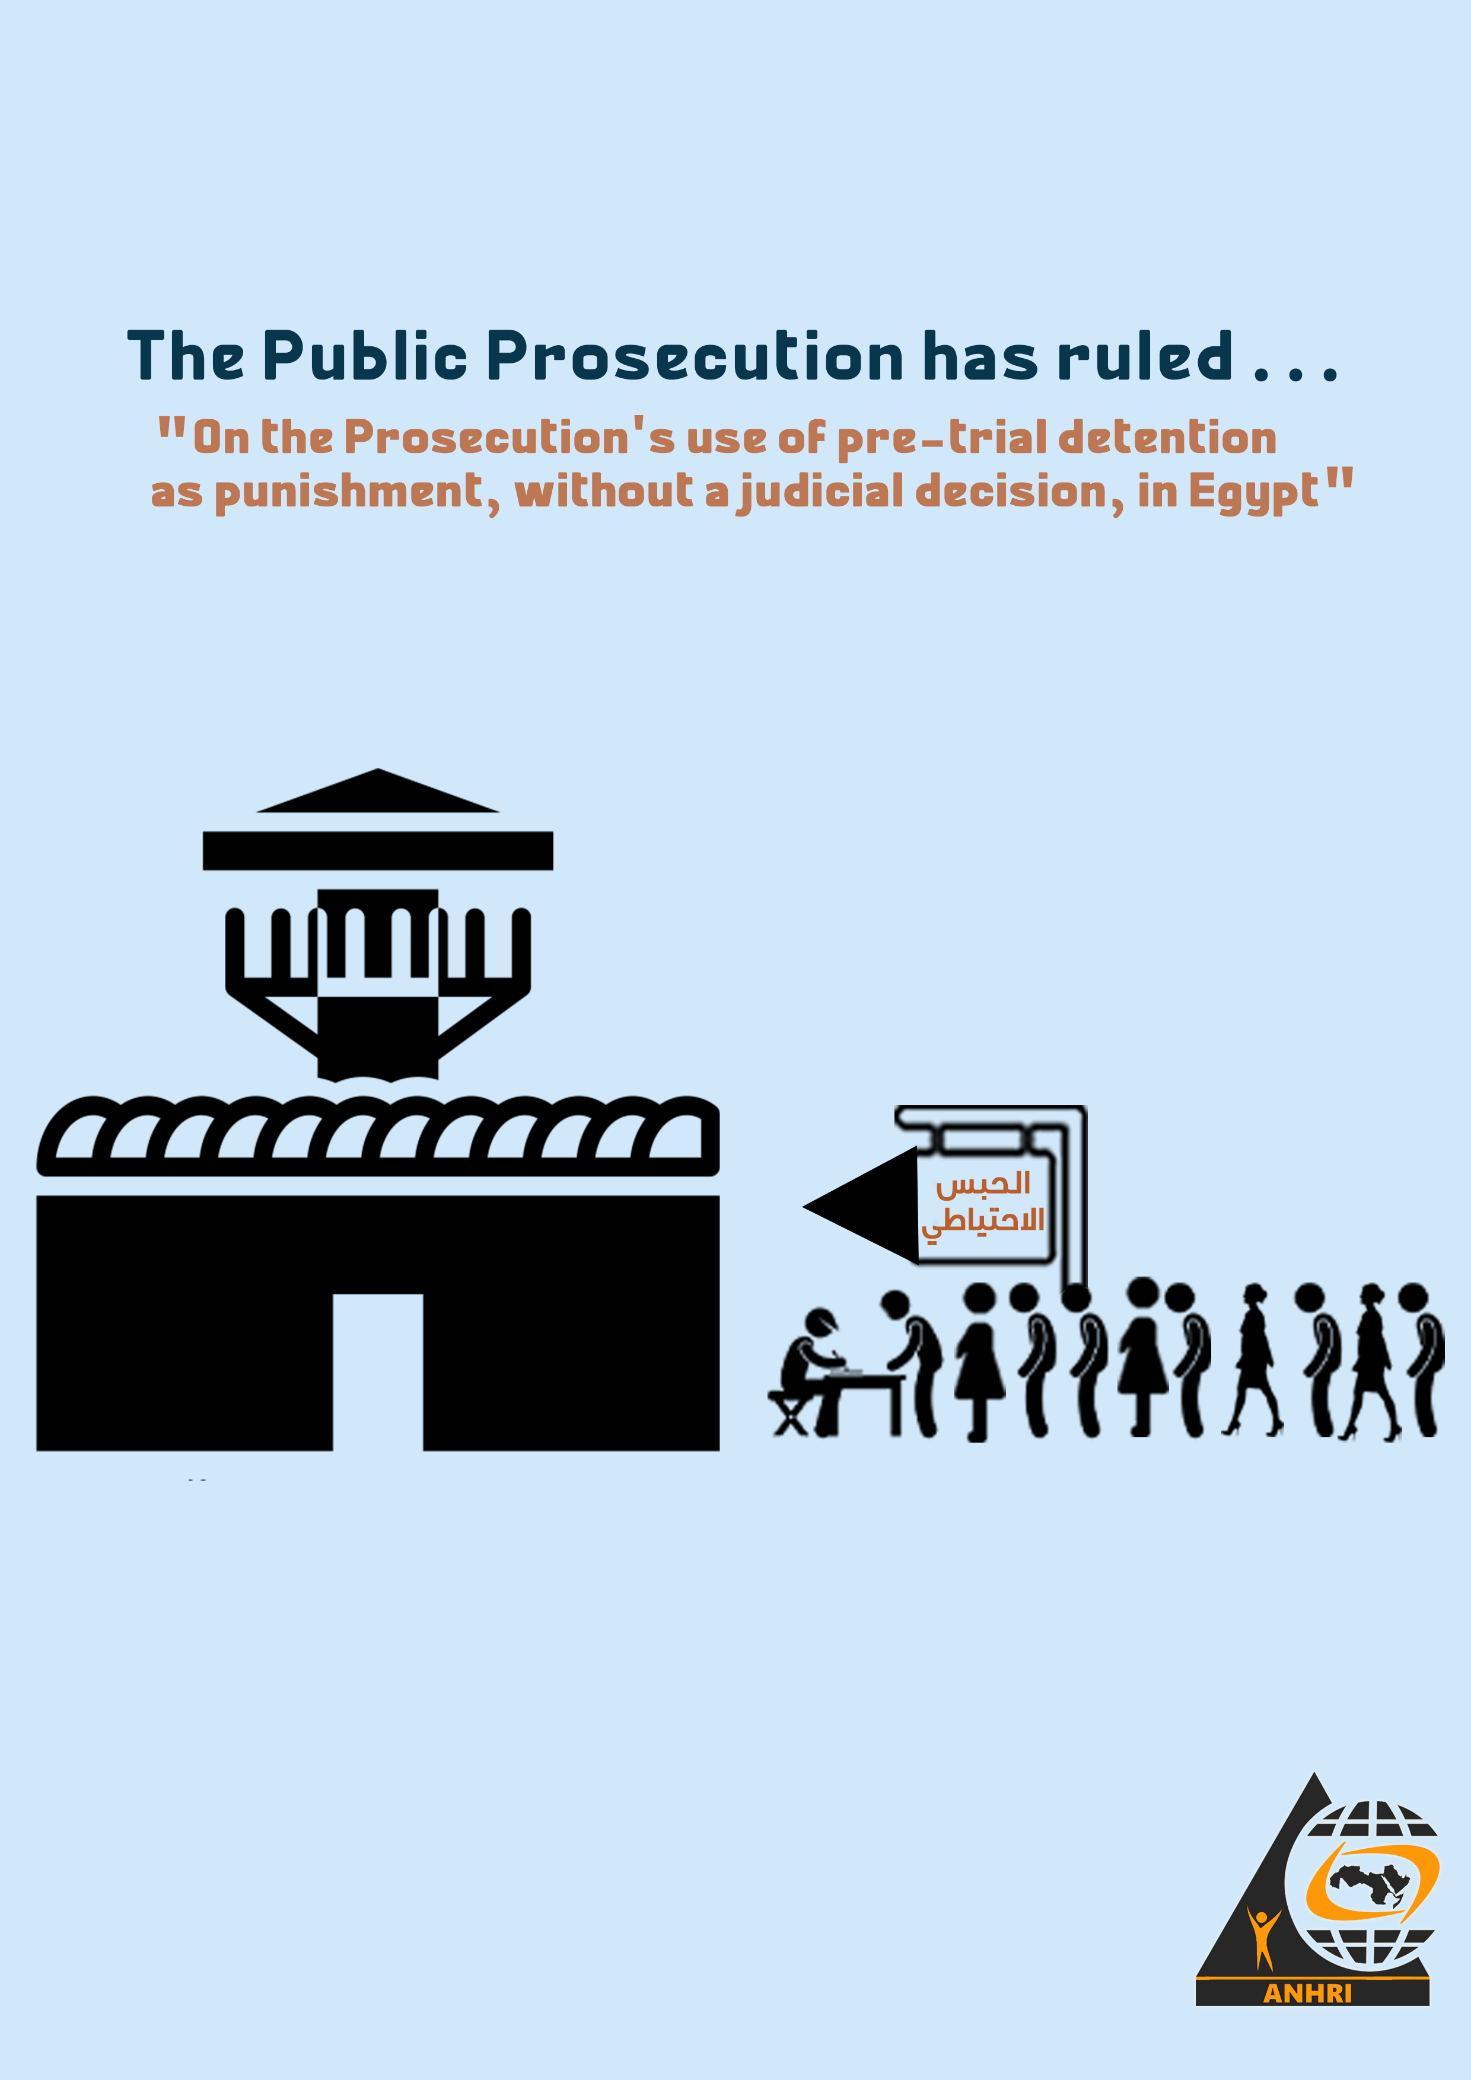 The Public Prosecution has ruled ...
"On the Prosecution's use of pre-trial detention
as punishment, without a judicial decision, in Egypt"
الحبس
الاحتياطي
ANHRI